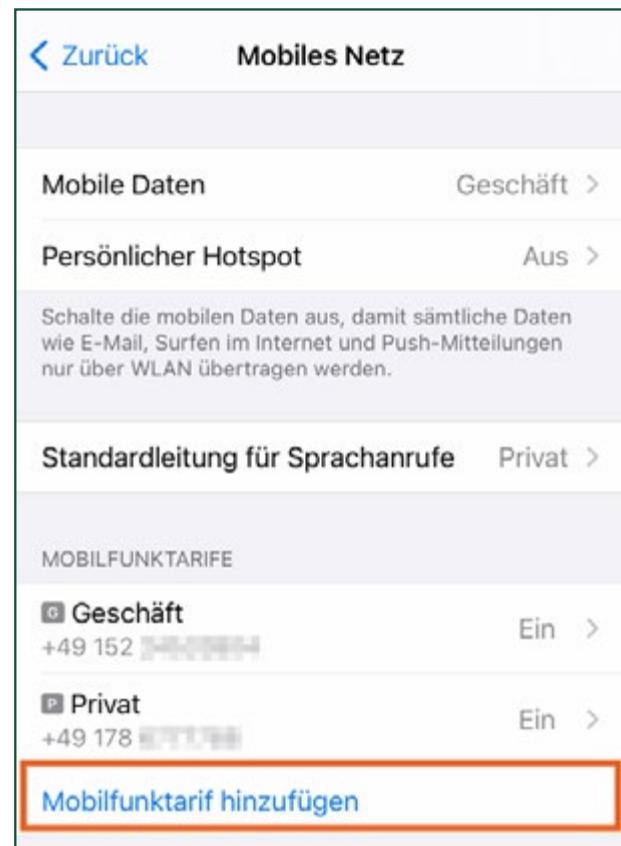 Zurück Mobiles Netz
Mobile Daten Geschäft
Persönlicher Hotspot Aus
Schalte die mobilen Daten aus, damit sämtliche Daten
wie E-Mail, Surfen im Internet und Push-Mitteilungen
nur über WLAN übertragen werden.
Standardleitung für Sprachanrufe Privat
MOBILFUNKTARIFE
G Geschäft
+49 152
Ein
P Privat
+49 178
Ein
Mobilfunktarif hinzufügen